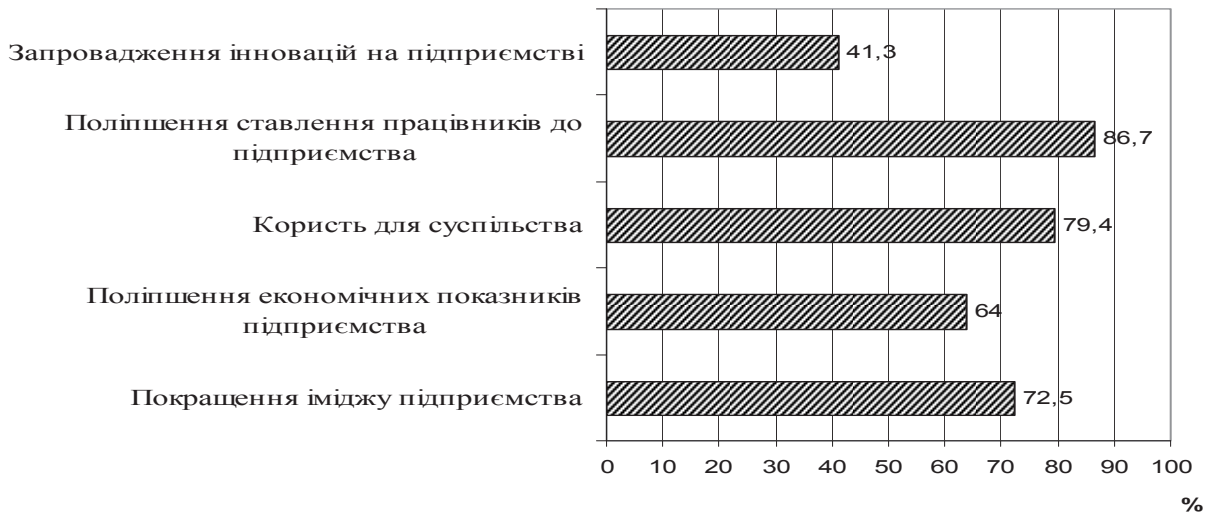 Запровадження інновацій на підприємстві
41,3
Поліпшення ставлення працівників до
підприємства
86,7
Користь для суспільства
79,4
Поліпшення економічних показників
підприємства
64
Покращення іміджу підприємства
72,5
0 10 20 30 40 50 60 70 80 90 100
%